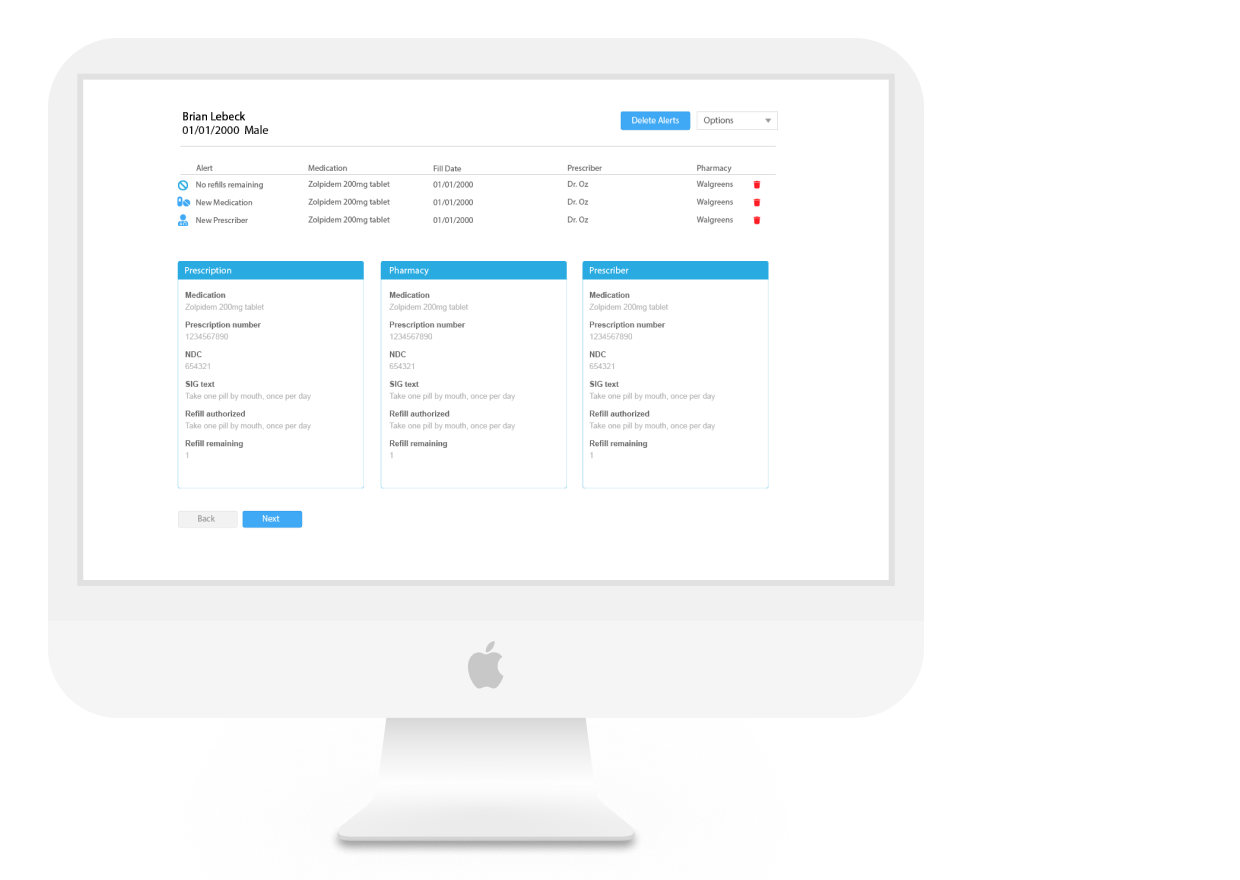 Brian Lebeck
01/01/2000 Male
Delete Alerts Options
Alert Medication Fill Date Prescriber Pharmacy
No refills remaining Zolpidem 200mg tablet 01/01/2000 Dr. Oz Walgreens
New Medication Zolpidem 200mg tablet 01/01/2000 Dr. Oz Walgreens
New Prescriber Zolpidem 200mg tablet 01/01/2000 Dr. Oz Walgreens
Prescription
Medication
Zolpidem 200mg tablet
Prescription number
1234567890
NDC
654321
SIG text
Take one pill by mouth, once per day
Refill authorized
Take one pill by mouth, once per day
Refill remaining
1
Pharmacy
Medication
Zolpidem 200mg tablet
Prescription number
1234567890
NDC
654321
SIG text
Take one pill by mouth, once per day
Refill authorized
Take one pill by mouth, once per day
Refill remaining
1
Prescriber
Medication
Zolpidem 200mg tablet
Prescription number
1234567890
NDC
654321
SIG text
Take one pill by mouth, once per day
Refill authorized
Take one pill by mouth, once per day
Refill remaining
1
Back Next